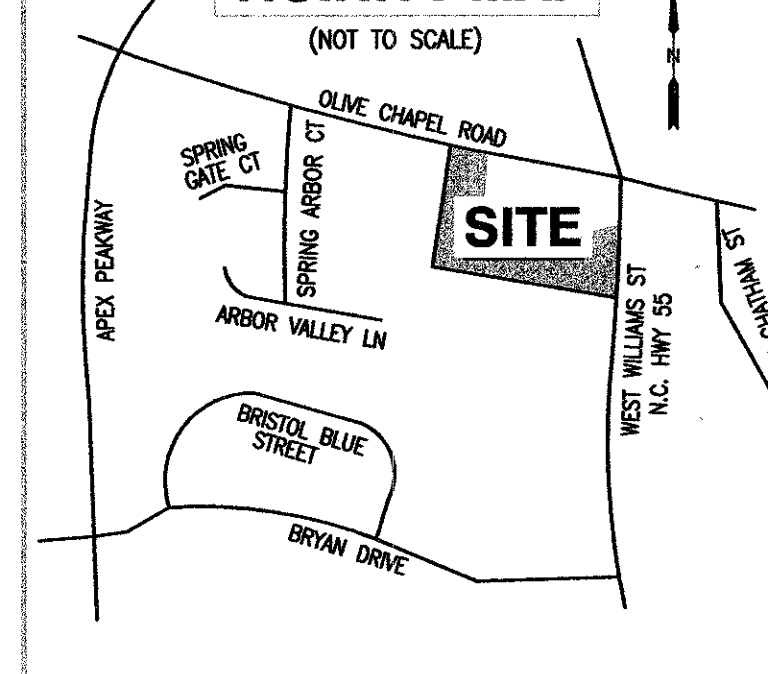 (NOT TO SCALE)
N
OLIVE CHAPEL ROAD
SPRING
GATE CT
SPRING ARBOR CT
APEX PEAKWAY
SITE
CHATHAM ST
ARBOR VALLEY LN
WEST WILLIAMS ST
N.C. HWY 55
BRISTOL BLUE
STREET
BRYAN DRIVE